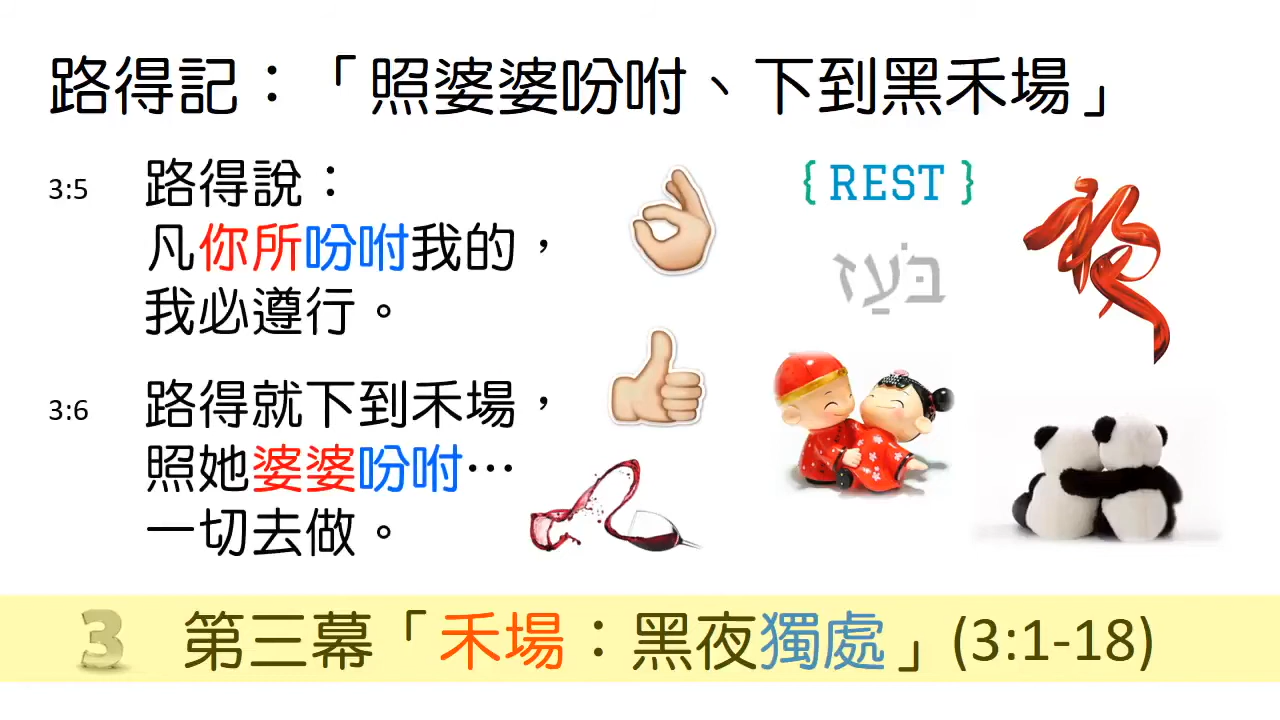 路得記：「照婆婆吩咐、下到黑禾場」
3:5 路得說：
凡你所吩咐我的，
我必遵行。
3:6 路得就下到禾場，
照她婆婆吩咐…
一切去做。
{ REST }
בֹּעַז
3 第三幕「禾場：黑夜獨處」(3:1-18)